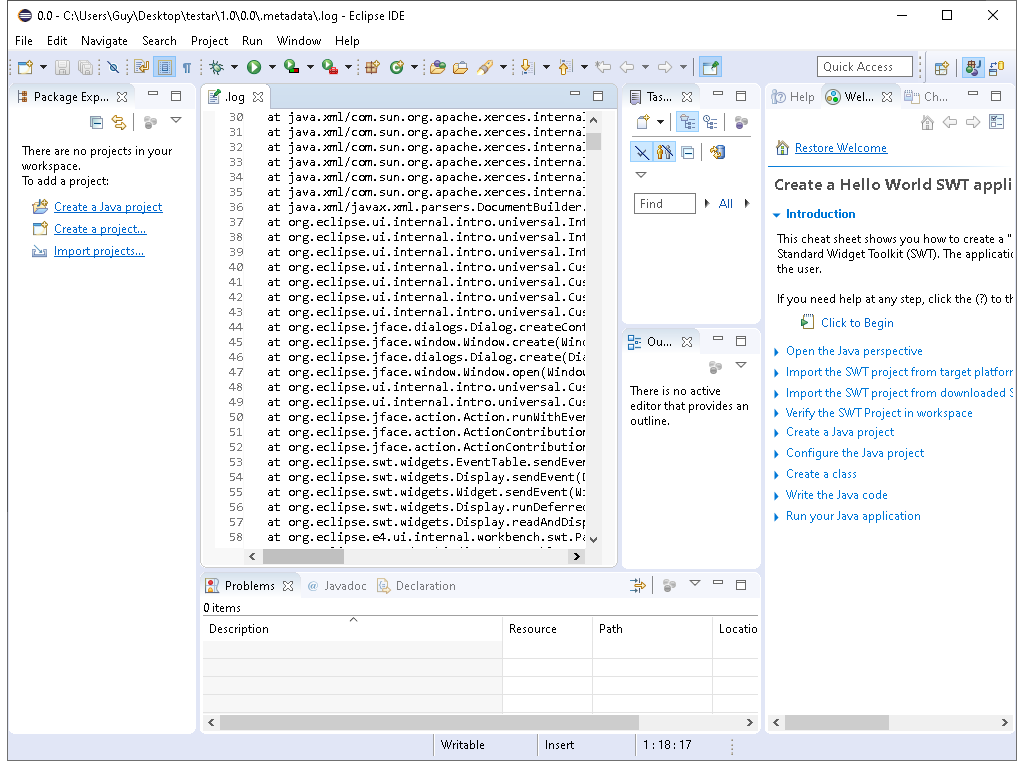 0.0 - C:\Users\Guy\Desktop\testar\1.0\0.0\.metadata\.log - Eclipse IDE
File Edit Navigate Search Project Run Window Help
Quick Access
Package Exp...
There are no projects in your
workspace.
To add a project:
Create a Java project
Create a project...
Import projects...
.log
30 at java.xml/com.sun.org.apache.xerces.internal
31 at java.xml/com.sun.org.apache.xerces.internal
32 at java.xml/com.sun.org.apache.xerces.internal
33 at java.xml/com.sun.org.apache.xerces.internal
34 at java.xml/com.sun.org.apache.xerces.internal
35 at java.xml/com.sun.org.apache.xerces.internal
36 at java.xml/javax.xml.parsers.DocumentBuilder.
37 at org.eclipse.ui.internal.intro.universal.Int
38 at org.eclipse.ui.internal.intro.universal.Int
39 at org.eclipse.ui.internal.intro.universal.Int
40 at org.eclipse.ui.internal.intro.universal.Cus
41 at org.eclipse.ui.internal.intro.universal.Cus
42 at org.eclipse.ui.internal.intro.universal.Cus
43 at org.eclipse.ui.internal.intro.universal.Cus
44 at org.eclipse.jface.dialogs.Dialog.createCont
45 at org.eclipse.jface.window.Window.create(Wind
46 at org.eclipse.jface.dialogs.Dialog.create(Dia
47 at org.eclipse.jface.window.Window.open(Window
48 at org.eclipse.ui.internal.intro.universal.Cus
49 at org.eclipse.ui.internal.intro.universal.Cus
50 at org.eclipse.jface.action.Action.runWithEven
51 at org.eclipse.jface.action.ActionContribution
52 at org.eclipse.jface.action.ActionContribution
53 at org.eclipse.swt.widgets.EventTable.sendEven
54 at org.eclipse.swt.widgets.Display.sendEvent(D
55 at org.eclipse.swt.widgets.Widget.sendEvent(Wi
56 at org.eclipse.swt.widgets.Display.runDeferred
57 at org.eclipse.swt.widgets.Display.readAndDisp
58 at org.eclipse.e4.ui.internal.workbench.swt.Pa
Tas...
Find All
Ou...
There is no active
editor that provides an
outline.
Help Wel... Ch...
Restore Welcome
Create a Hello World SWT appli
Introduction
This cheat sheet shows you how to create a "
Standard Widget Toolkit (SWT). The applicatio
the user.
If you need help at any step, click the (?) to th
Click to Begin
Open the Java perspective
Import the SWT project from target platform
Import the SWT project from downloaded S
Verify the SWT Project in workspace
Create a Java project
Configure the Java project
Create a class
Write the Java code
Run your Java application
Problems @ Javadoc Declaration
0 items
Description Resource Path Locatio
Writable Insert 1 : 18 : 17